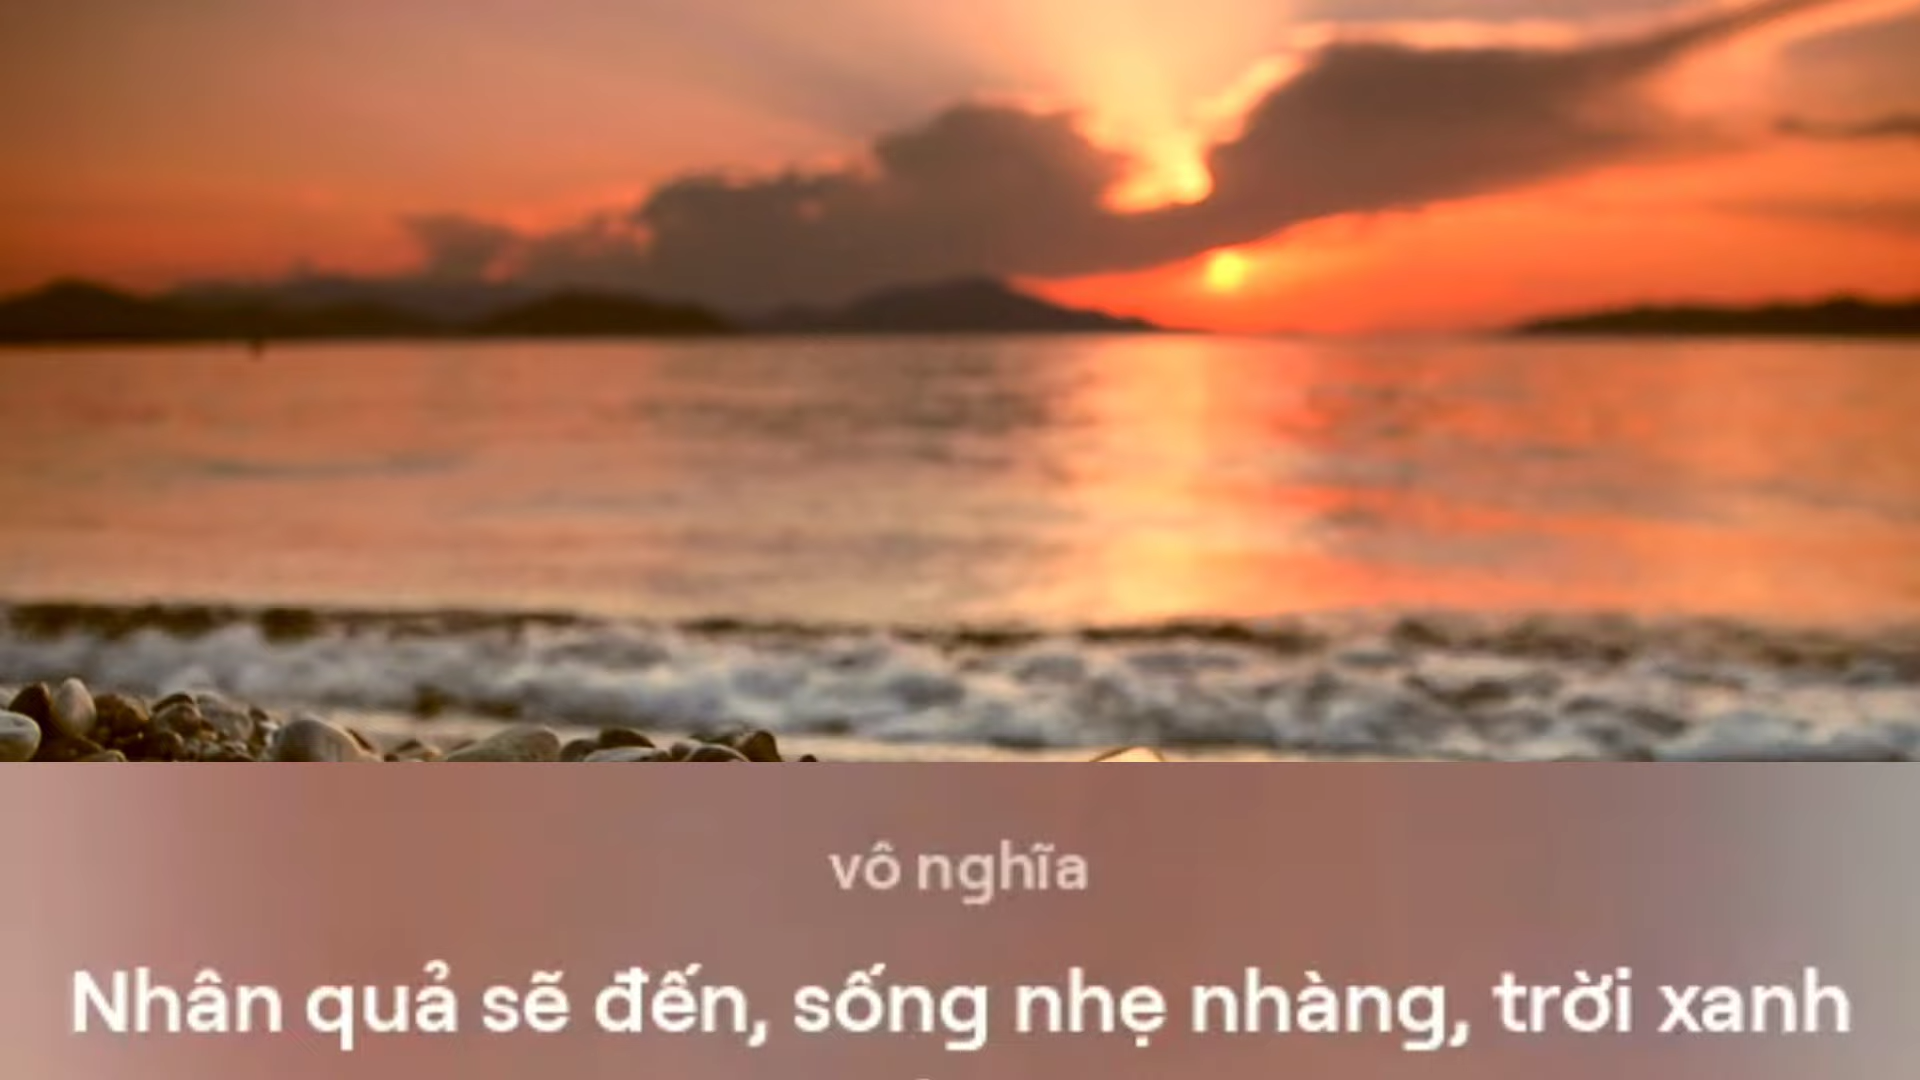 vô nghĩa
Nhân quả sẽ đến, sống nhẹ nhàng, trời xanh